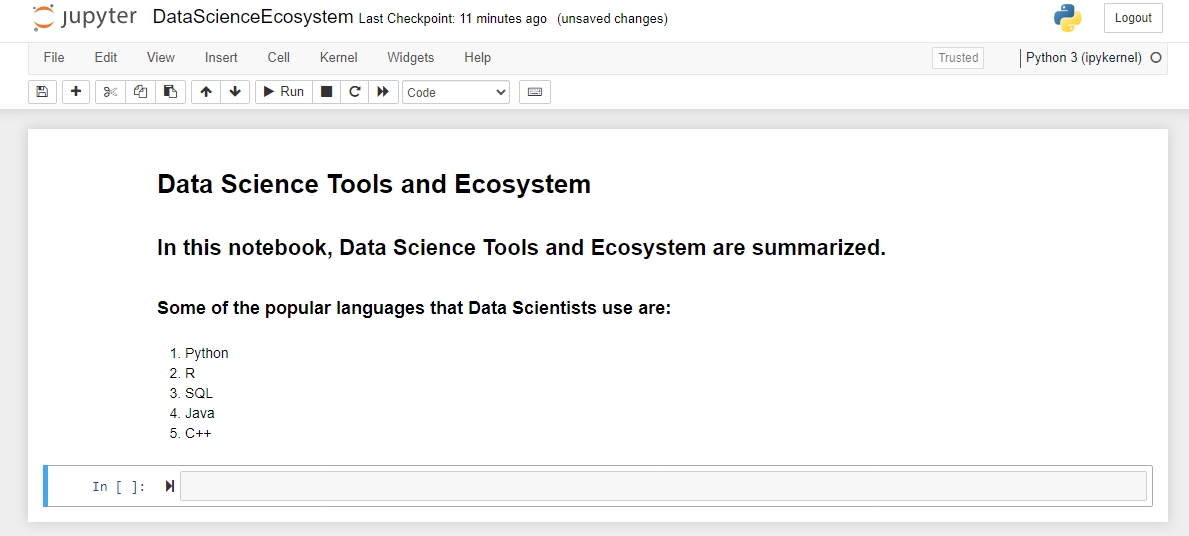 jupyter DataScienceEcosystem Last Checkpoint: 11 minutes ago (unsaved changes) Logout
File Edit View Insert Cell Kernel Widgets Help Trusted Python 3 (ipykernel)
Run Code
Data Science Tools and Ecosystem
In this notebook, Data Science Tools and Ecosystem are summarized.
Some of the popular languages that Data Scientists use are:
1. Python
2. R
3. SQL
4. Java
5. C++
In [ ]: